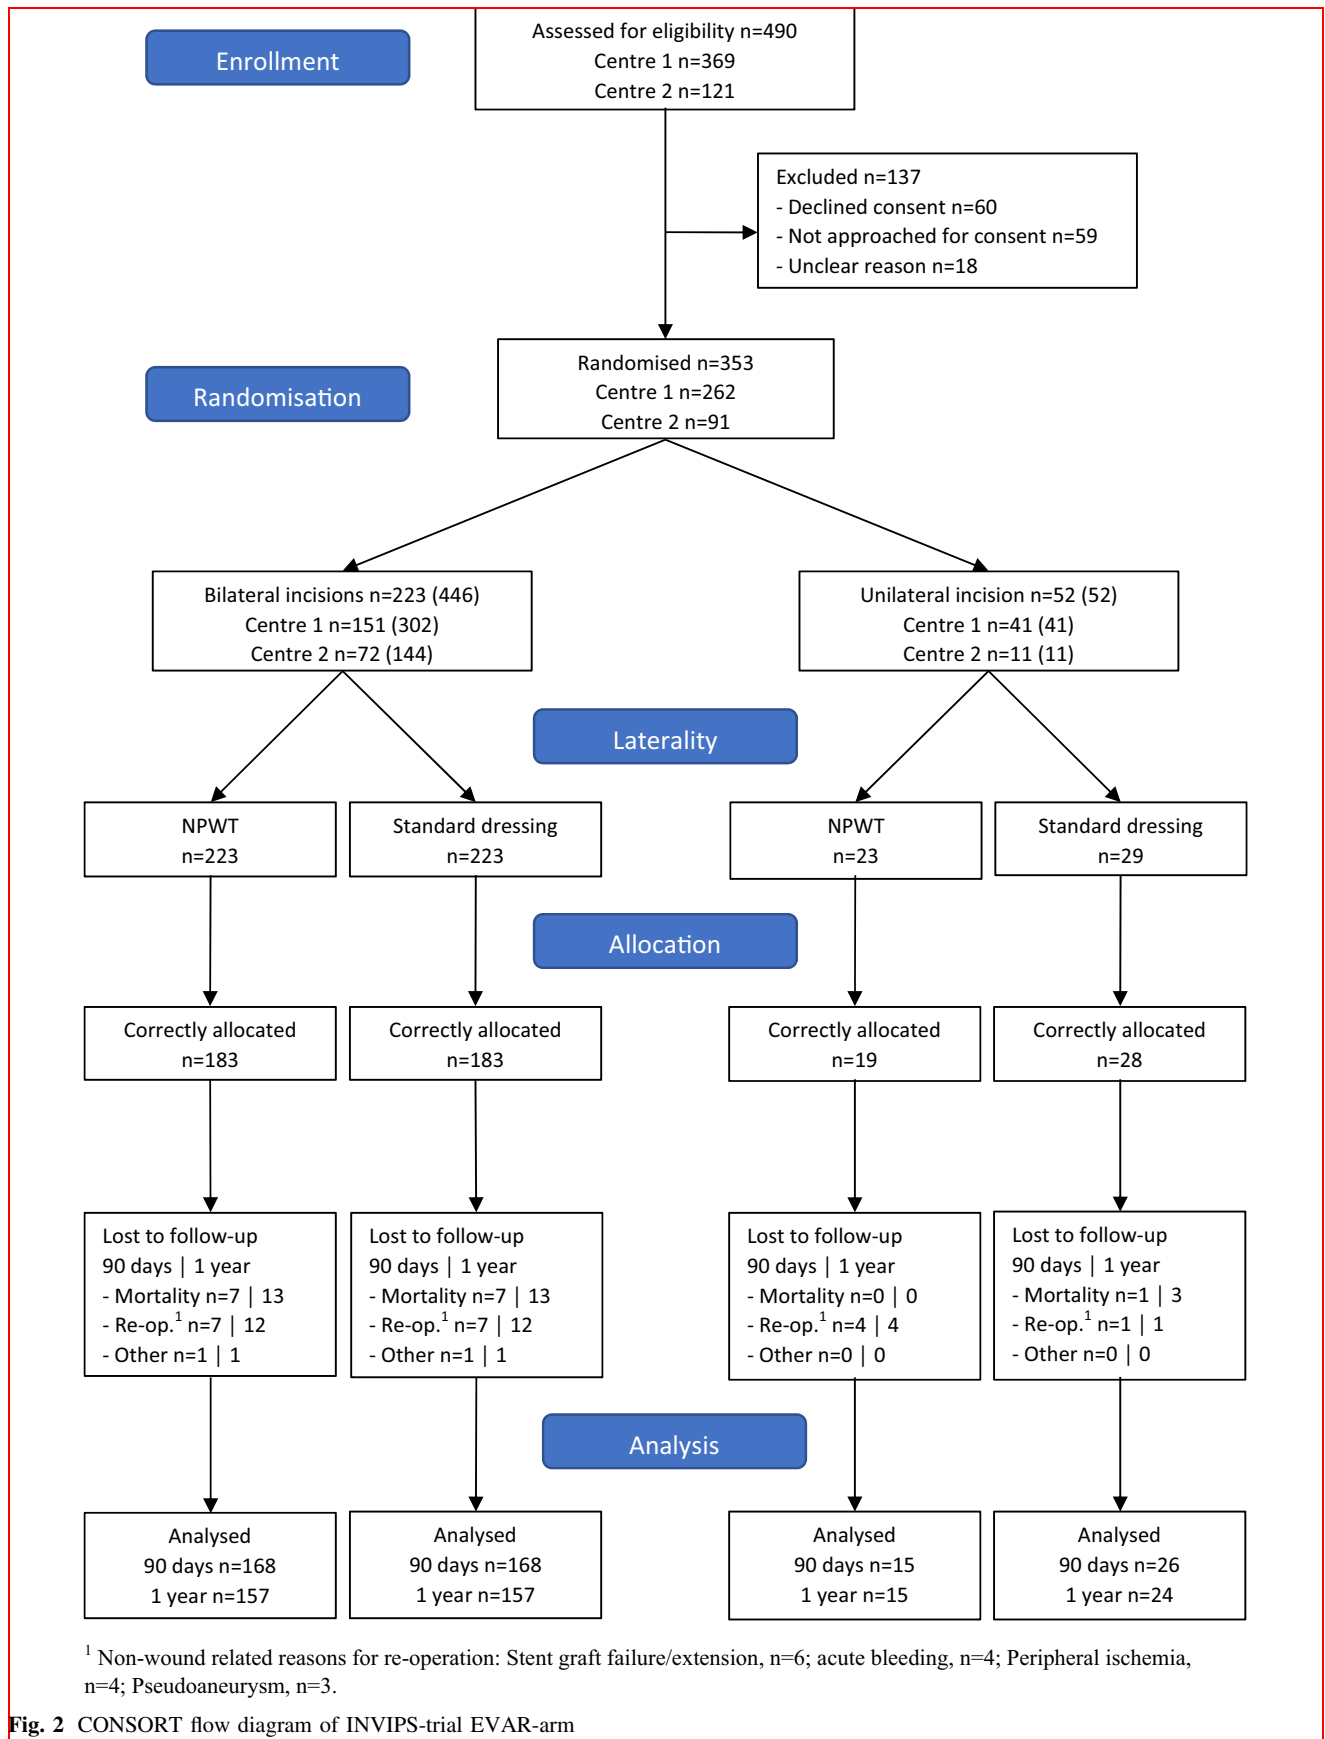 Assessed for eligibility n=490
Centre 1 n=369
Centre 2 n=121
Enrollment
Excluded n=137
- Declined consent n=60
- Not approached for consent n=59
- Unclear reason n=18
Randomised n=353
Centre 1 n=262
Centre 2 n=91
Randomisation
Bilateral incisions n=223 (446)
Centre 1 n=151 (302)
Centre 2 n=72 (144)
Unilateral incision n=52 (52)
Centre 1 n=41 (41)
Centre 2 n=11 (11)
Laterality
NPWT
n=223
Standard dressing
n=223
NPWT
n=23
Standard dressing
n=29
Allocation
Correctly allocated
n=183
Correctly allocated
n=183
Correctly allocated
n=19
Correctly allocated
n=28
Lost to follow-up
90 days | 1 year
- Mortality n=7 | 13
- Re-op.¹ n=7 | 12
- Other n=1 | 1
Lost to follow-up
90 days | 1 year
- Mortality n=7 | 13
- Re-op.¹ n=7 | 12
- Other n=1 | 1
Lost to follow-up
90 days | 1 year
- Mortality n=0 | 0
- Re-op.¹ n=4 | 4
- Other n=0 | 0
Lost to follow-up
90 days | 1 year
- Mortality n=1 | 3
- Re-op.¹ n=1 | 1
- Other n=0 | 0
Analysis
Analysed
90 days n=168
1 year n=157
Analysed
90 days n=168
1 year n=157
Analysed
90 days n=15
1 year n=15
Analysed
90 days n=26
1 year n=24
¹ Non-wound related reasons for re-operation: Stent graft failure/extension, n=6; acute bleeding, n=4; Peripheral ischemia,
n=4; Pseudoaneurysm, n=3.
Fig. 2 CONSORT flow diagram of INVIPS-trial EVAR-arm